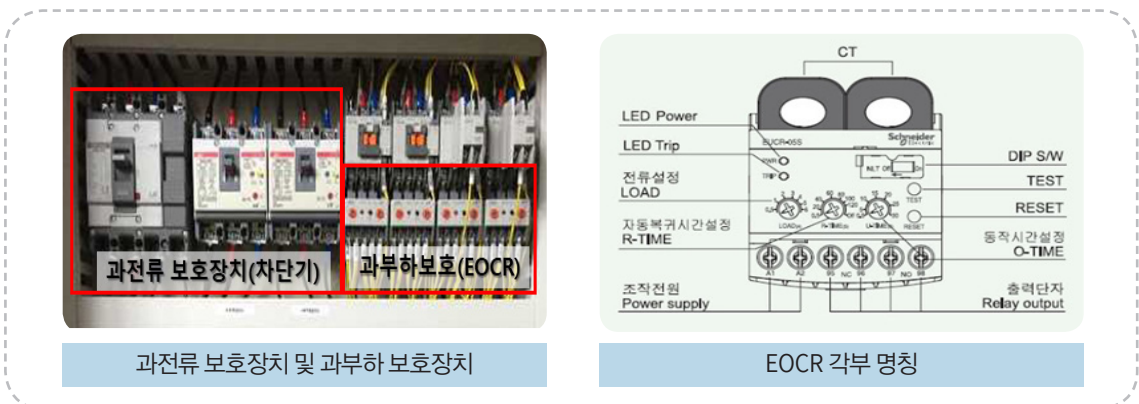 과전류 보호장치(차단기)
과부하보호(EOCR)
과전류 보호장치 및 과부하 보호장치
CT
LED Power
LED Trip
전류설정
LOAD
자동복귀시간설정
R-TIME
조작전원
Power supply
Schneider
EUCR-05S
PWR
TRIP
DIP S/W
TEST
RESET
동작시간설정
O-TIME
출력단자
Relay output
TEST
RESET
A1 A2 95 NC 96 97 NO 98
EOCR 각부 명칭